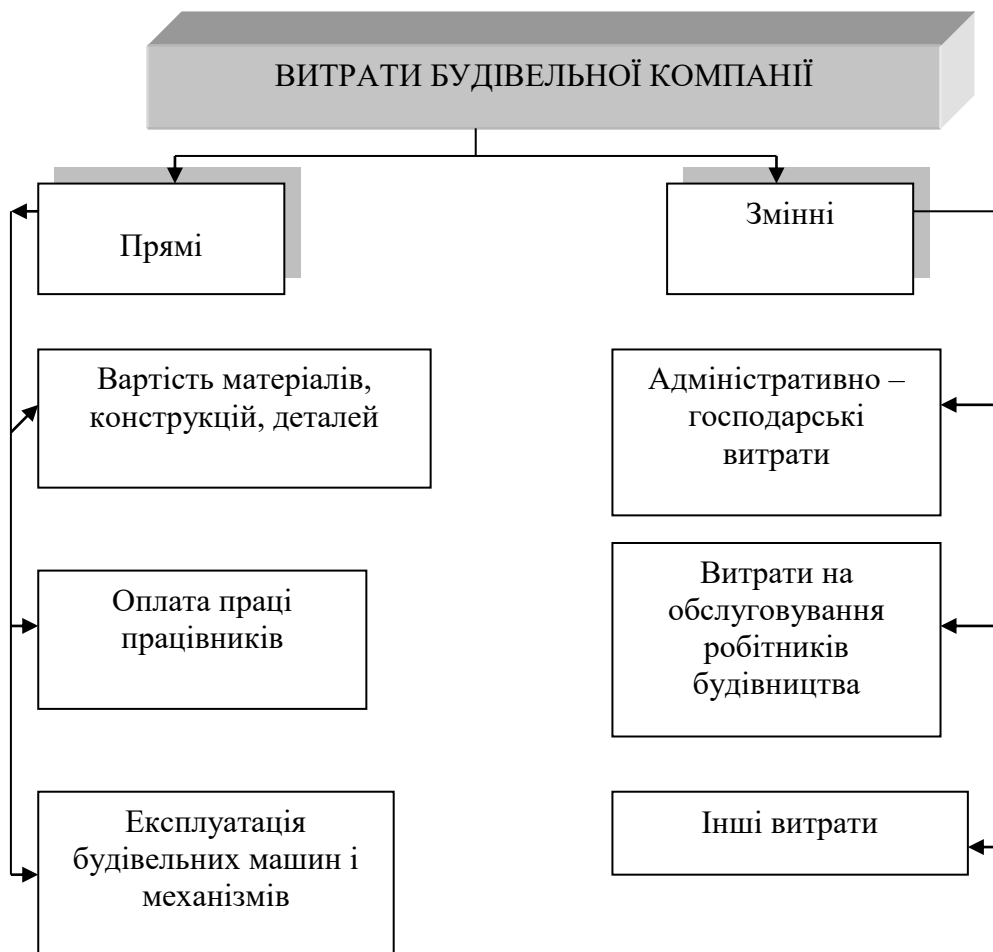 ВИТРАТИ БУДІВЕЛЬНОЇ КОМПАНІЇ
Прямі
Змінні
Вартість матеріалів,
конструкцій, деталей
Адміністративно –
господарські
витрати
Оплата праці
працівників
Витрати на
обслуговування
робітників
будівництва
Експлуатація
будівельних машин і
механізмів
Інші витрати